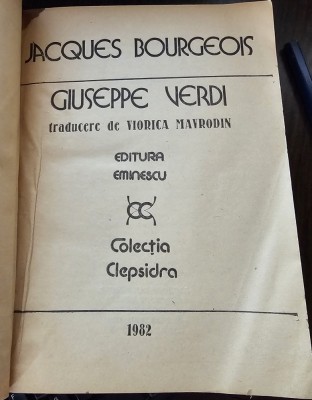 JACQUES BOURGEOIS
GIUSEPPE VERDI
traducere de VIORICA MAVRODIN
EDITURA
EMINESCU
Colecția
Clepsidra
1982